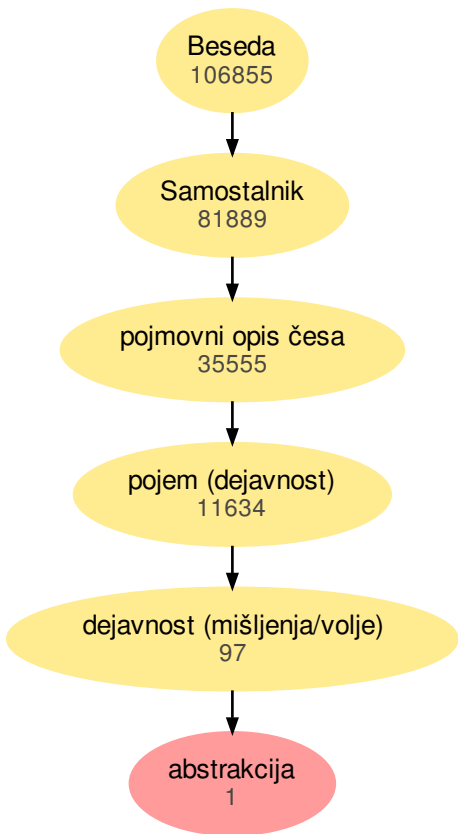 Beseda
106855
Samostalnik
81889
pojmovni opis česa
35555
pojem (dejavnost)
11634
dejavnost (mišljenja/volje)
97
abstrakcija
1